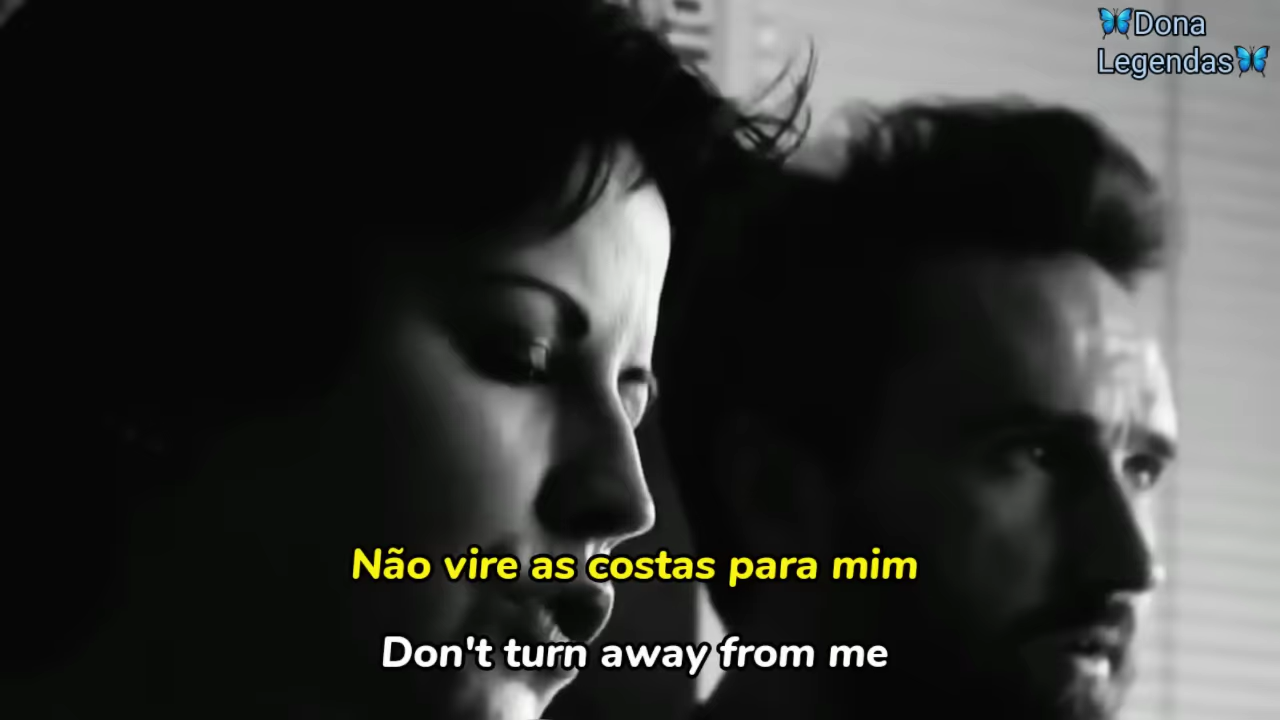 🦋Dona
Legendas🦋
Não vire as costas para mim
Don't turn away from me